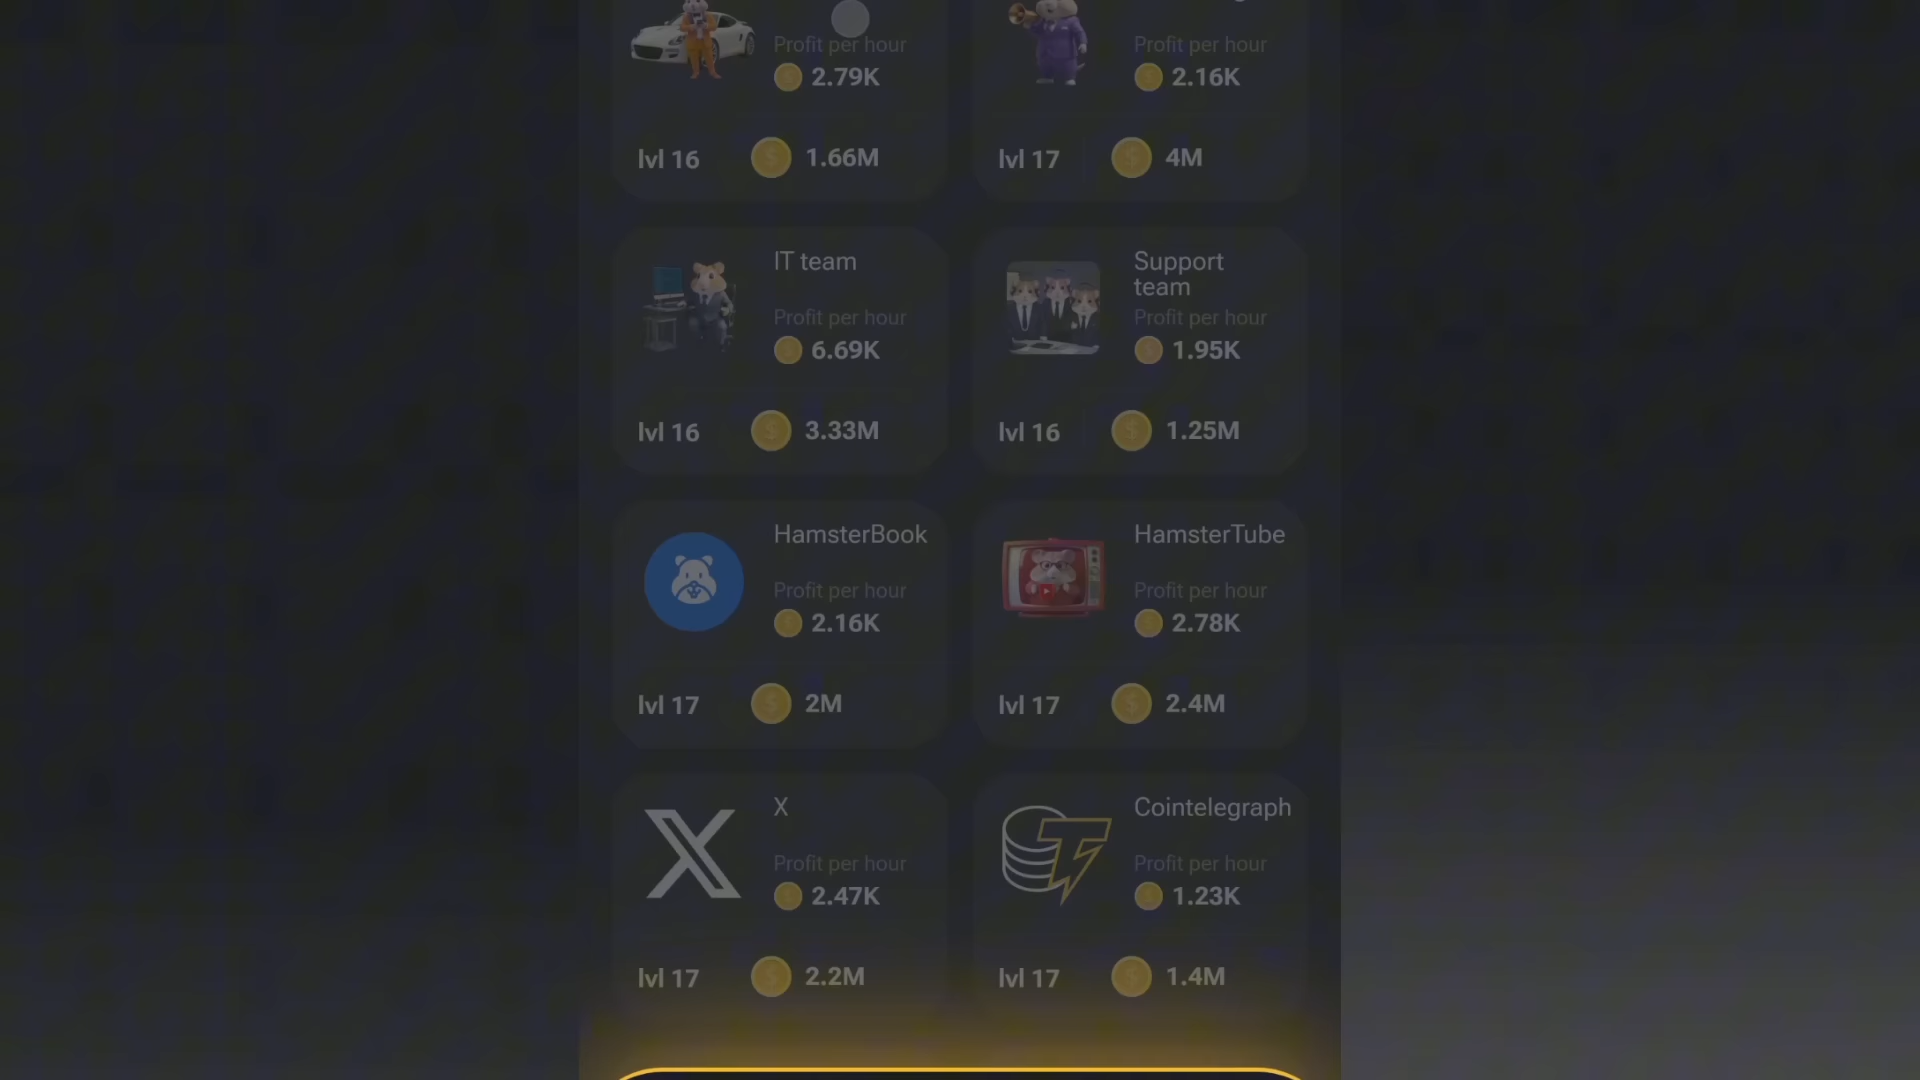 Profit per hour
2.79K
lvl 16
1.66M
Profit per hour
2.16K
lvl 17
4M
IT team
Profit per hour
6.69K
lvl 16
3.33M
Support
team
Profit per hour
1.95K
lvl 16
1.25M
HamsterBook
Profit per hour
2.16K
lvl 17
2M
HamsterTube
Profit per hour
2.78K
lvl 17
2.4M
X
Profit per hour
2.47K
lvl 17
2.2M
Cointelegraph
Profit per hour
1.23K
lvl 17
1.4M